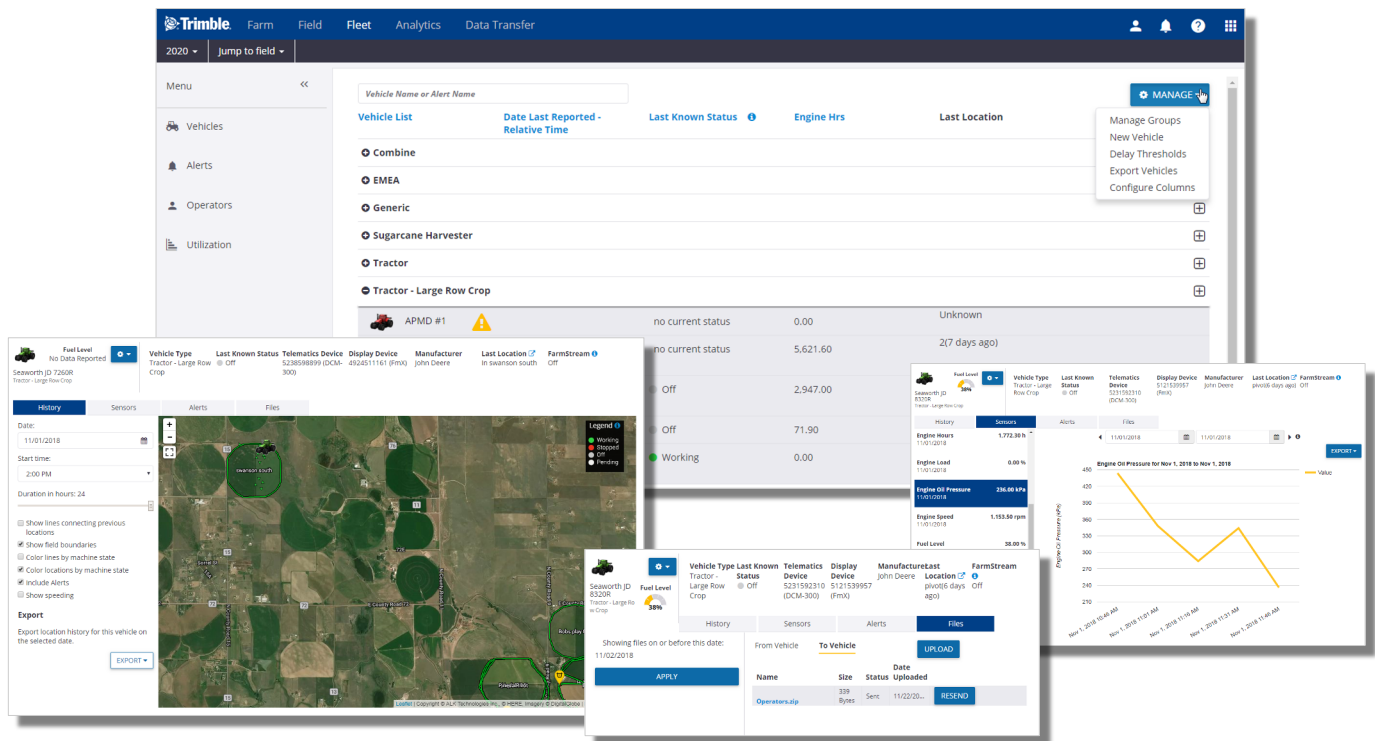 Trimble. Farm Field Fleet Analytics Data Transfer
2020 Jump to field
Menu
Vehicles
Alerts
Operators
Utilization
Vehicle Name or Alert Name
MANAGE
Manage Groups
New Vehicle
Delay Thresholds
Export Vehicles
Configure Columns
Vehicle List Date Last Reported - Last Known Status Engine Hrs Last Location
Relative Time
Combine
EMEA
Generic
Sugarcane Harvester
Tractor
Tractor - Large Row Crop
APMD #1 no current status 0.00 Unknown
no current status 5,621.60 2(7 days ago)
Off 2,947.00
Off 71.90
Working 0.00
Fuel Level
No Data Reported
Seaworth JD 7260R
Tractor - Large Row Crop
Vehicle Type Last Known Status Telematics Device Display Device Manufacturer Last Location FarmStream
Tractor - Large Row Off 5238598899 (DCM- 4924511161 (FmX) John Deere In swanson south Off
Crop 300)
History Sensors Alerts Files
Date:
11/01/2018
Start time:
2:00 PM
Duration in hours: 24
Show lines connecting previous
locations
Show field boundaries
Color lines by machine state
Color locations by machine state
Include Alerts
Show speeding
Export
Export location history for this vehicle on
the selected date.
EXPORT
+
-
swanson south
15
11
Legend
Working
Stopped
Off
Pending
Leaflet | Copyright © ALK Technologies Inc., © HERE, Imagery © DigitalGlobe
Fuel Level
38%
Seaworth JD
8320R
Tractor - Large Row Crop
Vehicle Type Last Known Telematics Display Device Manufacturer Last Location FarmStream
Tractor - Large Status Device 5121539957 John Deere pivot(6 days ago) Off
Row Crop Off 5231592310 (FmX)
(DCM-300)
History Sensors Alerts Files
Engine Hours 1,772.30 h
11/01/2018
Engine Load 0.00 %
11/01/2018
Engine Oil Pressure 236.00 kPa
11/01/2018
Engine Speed 1,153.50 rpm
11/01/2018
Fuel Level 38.00 %
11/01/2018 11/01/2018
EXPORT
Engine Oil Pressure for Nov 1, 2018 to Nov 1, 2018
Value
Engine Oil Pressure (kPa)
450
420
390
360
330
300
270
240
210
Nov 1, 2018 10:46 AM
Nov 1, 2018 11:01 AM
Nov 1, 2018 11:16 AM
Nov 1, 2018 11:31 AM
Nov 1, 2018 11:46 AM
Seaworth JD
8320R
Tractor - Large Ro
w Crop
Fuel Level
38%
Vehicle Type Last Known Telematics Display Manufacturer Last FarmStream
Tractor - Status Device Device John Deere Location
Large Row Off 5231592310 5121539957 pivot(6 days Off
Crop (DCM-300) (FmX) ago)
History Sensors Alerts Files
Showing files on or before this date:
11/02/2018
APPLY
From Vehicle To Vehicle UPLOAD
Date
Name Size Status Uploaded
Operators.zip 339 Bytes Sent 11/22/20... RESEND